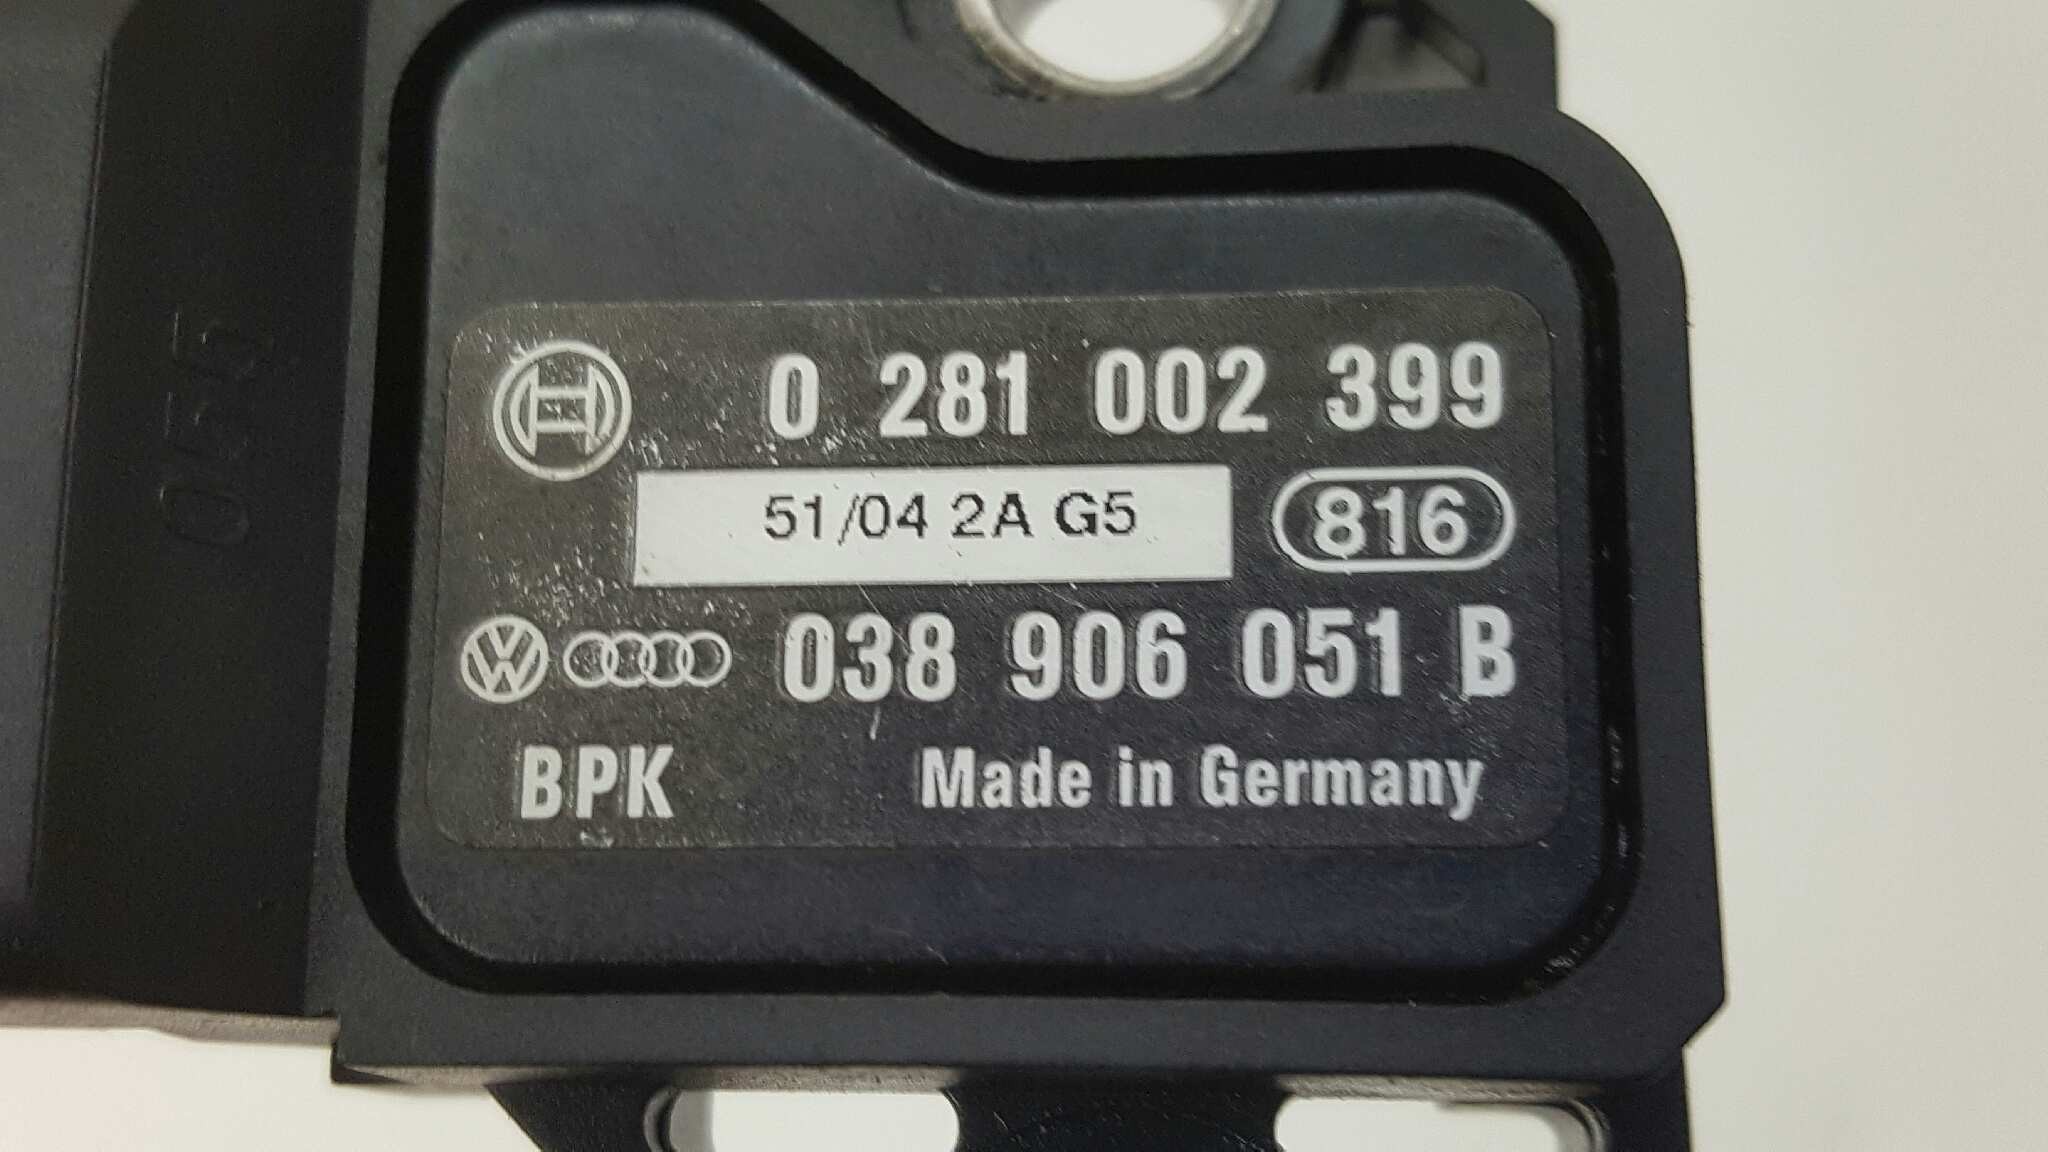 0 281 002 399
51/04 2A G5
816
038 906 051 B
BPK
Made in Germany